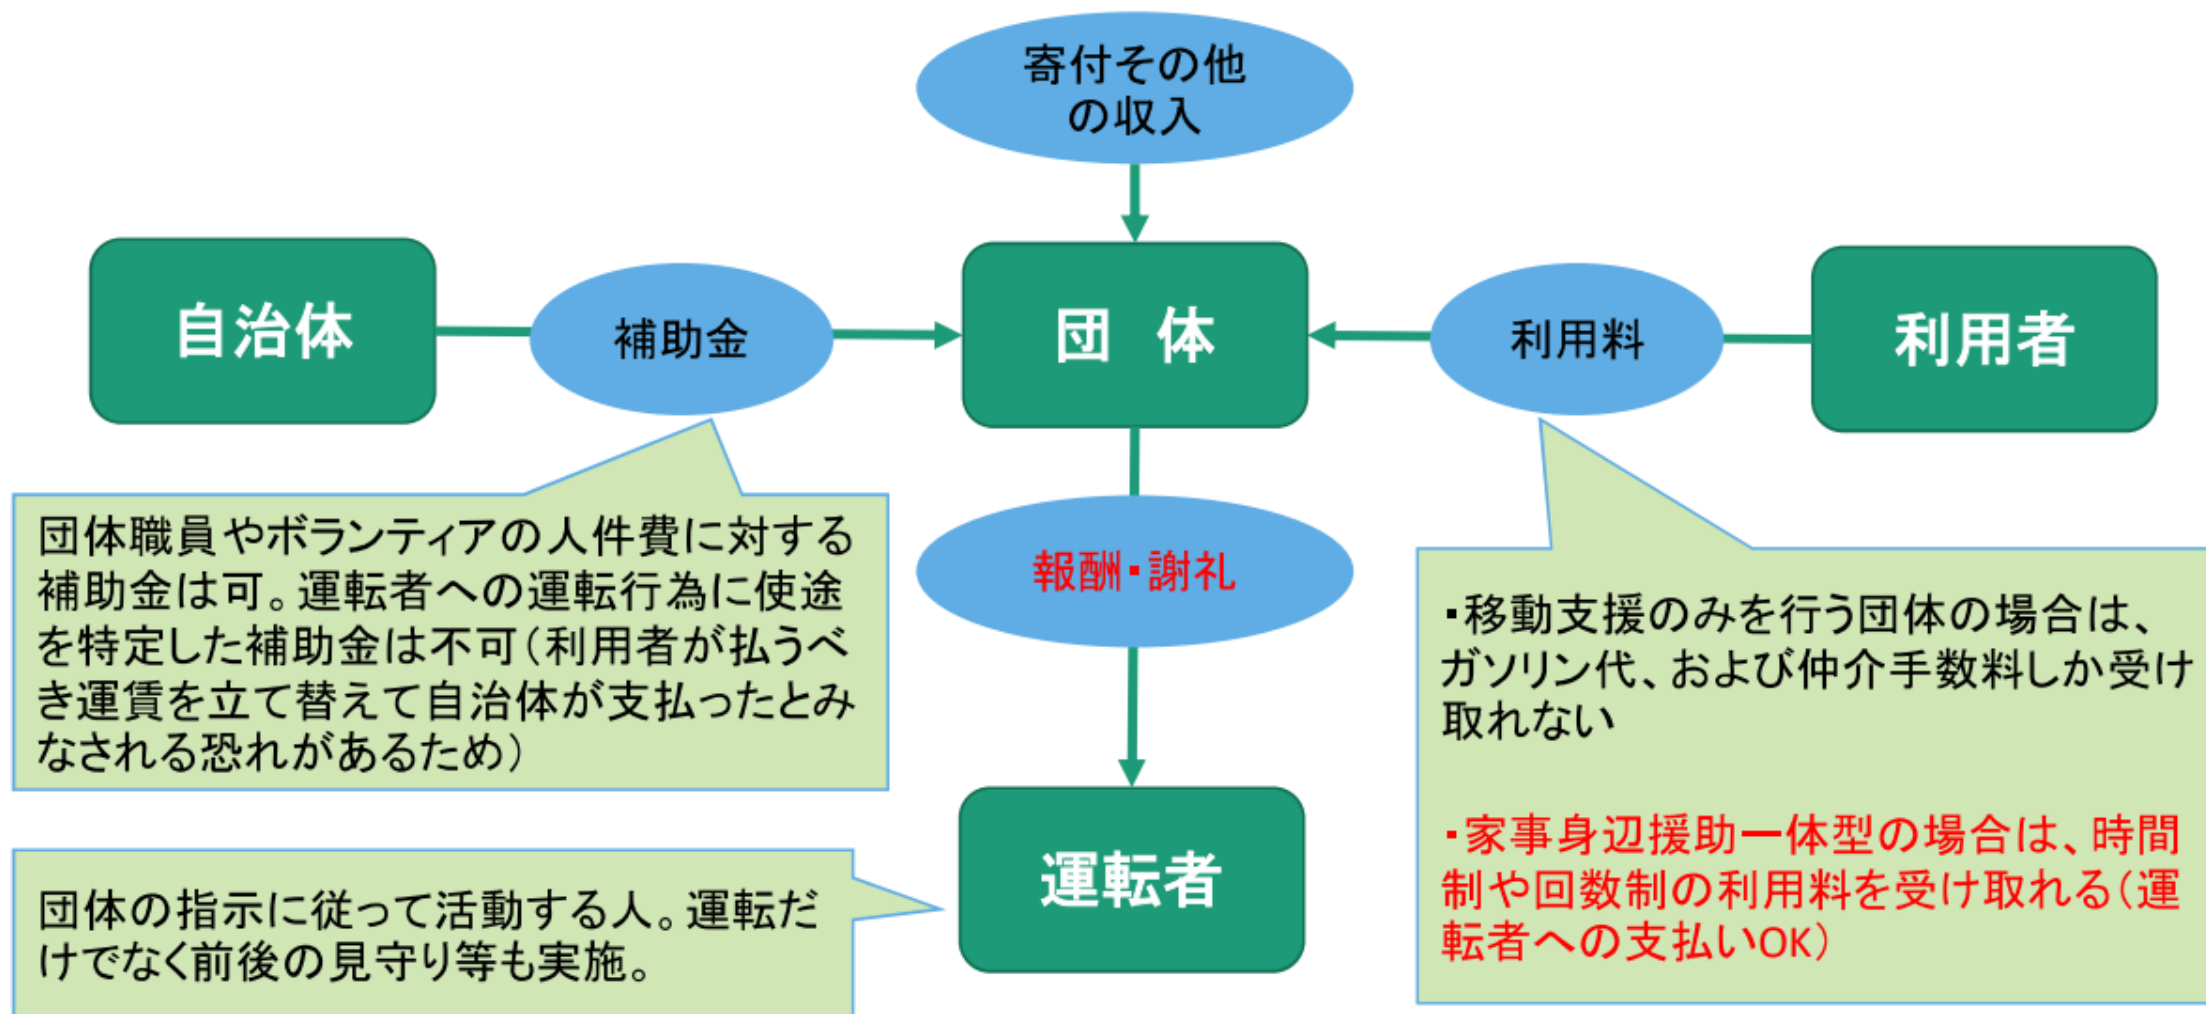 寄付その他
の収入
自治体
補助金
団　体
利用料
利用者
団体職員やボランティアの人件費に対する
補助金は可。運転者への運転行為に使途
を特定した補助金は不可（利用者が払うべ
き運賃を立て替えて自治体が支払ったとみ
なされる恐れがあるため）
報酬・謝礼
・移動支援のみを行う団体の場合は、
ガソリン代、および仲介手数料しか受け
取れない
・家事身辺援助一体型の場合は、時間
制や回数制の利用料を受け取れる（運
転者への支払いOK）
運転者
団体の指示に従って活動する人。運転だ
けでなく前後の見守り等も実施。